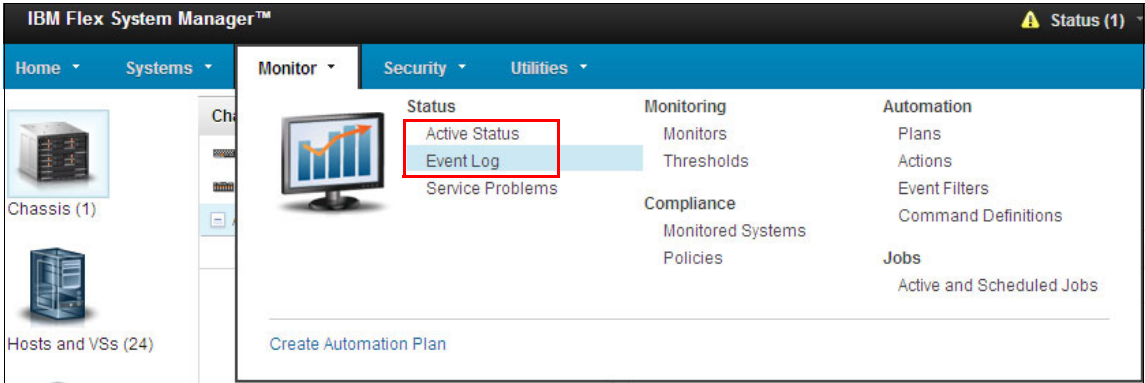 IBM Flex System Manager™
Status (1)
Home
Systems
Monitor
Security
Utilities
Chassis (1)
Hosts and VSs (24)
Cha
Status
Active Status
Event Log
Service Problems
Monitoring
Monitors
Thresholds
Compliance
Monitored Systems
Policies
Automation
Plans
Actions
Event Filters
Command Definitions
Jobs
Active and Scheduled Jobs
Create Automation Plan